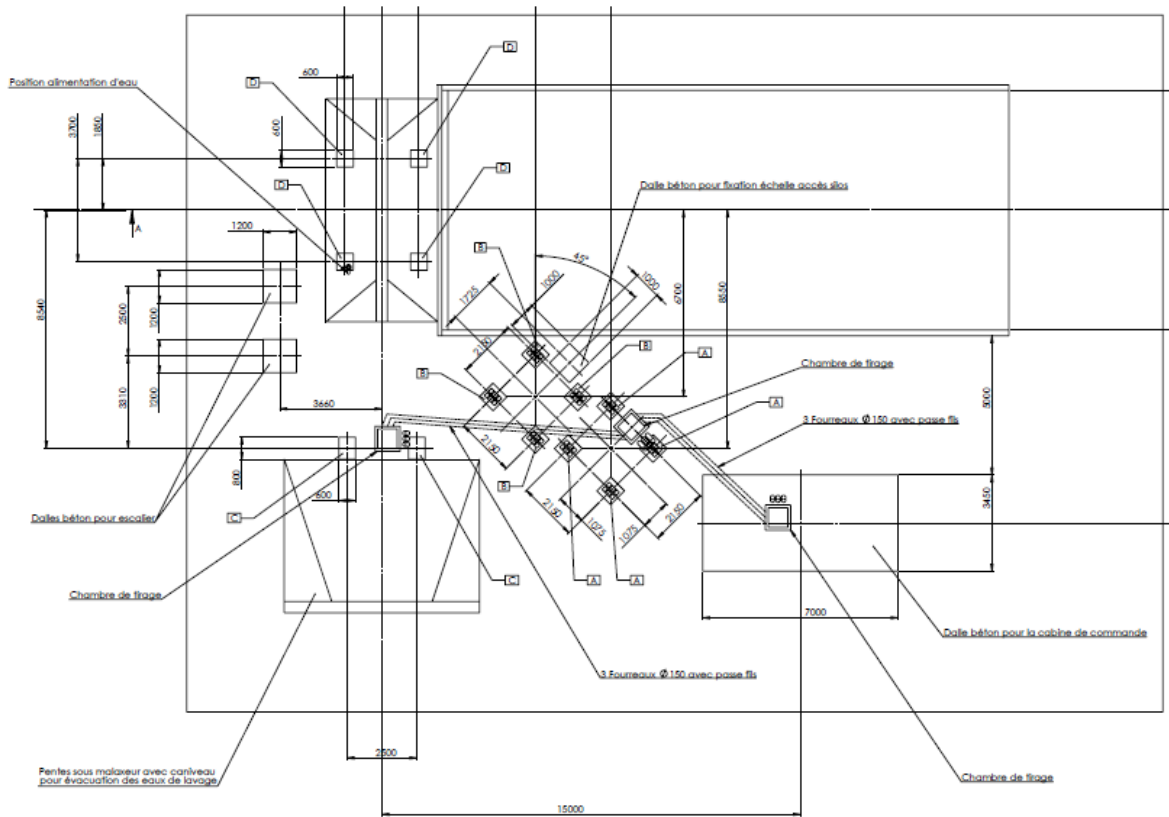 D
600
D
Position alimentation d'eau
3700
1850
600
D
D
Dalle béton pour fixation échelle accès silos
1200
A
B
45°
1000
1000
1725
6700
8550
8540
2500
1200
2150
B
A
Chambre de tirage
B
A
3310
1200
3660
5000
3 Fourreaux Ø 150 avec passe fils
2150
B
800
600
Dalles béton pour escalier
C
2150
1075
1075
2150
3450
Chambre de tirage
C
A
A
7000
Dalle béton pour la cabine de commande
3 Fourreaux Ø 150 avec passe fils
2500
Pentes sous malaxeur avec caniveau
pour évacuation des eaux de lavage
Chambre de tirage
15000